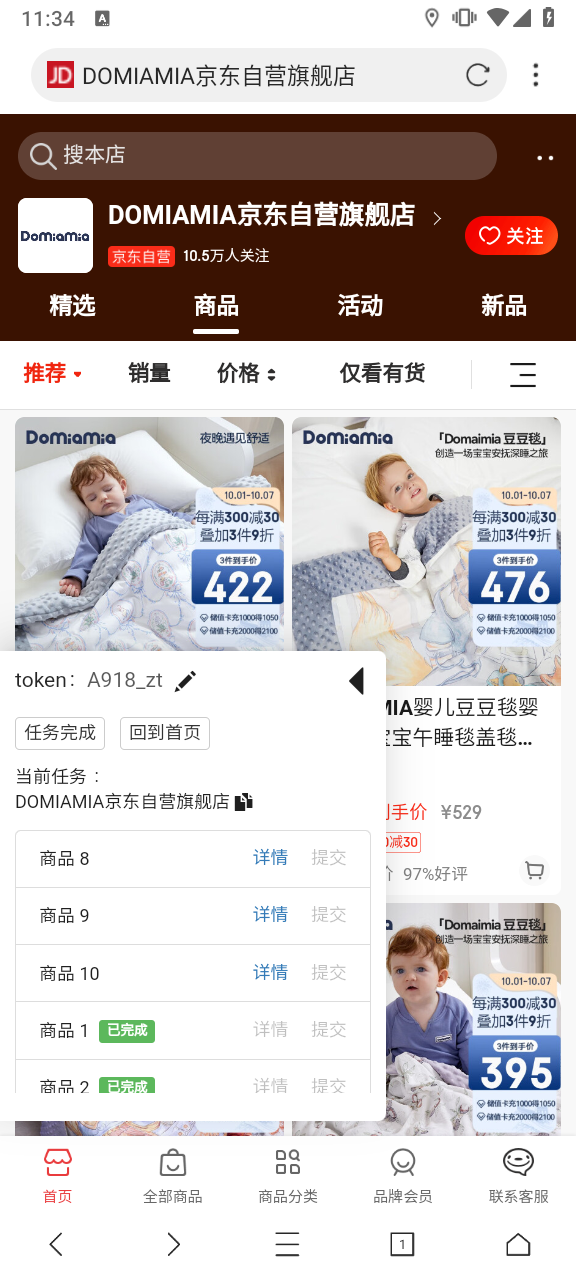 11:34
A
JD DOMIAMIA京东自营旗舰店
搜本店
DomiamiA
DOMIAMIA京东自营旗舰店
京东自营 10.5万人关注
关注
精选 商品 活动 新品
推荐 销量 价格 仅看有货
DomiamiA 夜晚遇见舒适
10.01-10.07
每满300减30
叠加3件9折
3件到手价
422
储值卡充1000得1050
储值卡充2000得2100
DomiamiA 「Domaimia 豆豆毯」
创造一场宝宝安抚深睡之旅
10.01-10.07
每满300减30
叠加3件9折
3件到手价
476
储值卡充1000得1050
储值卡充2000得2100
MIA婴儿豆豆毯婴
宝宝午睡毯盖毯...
到手价 ¥529
减30
97%好评
token: A918_zt
任务完成 回到首页
当前任务：
DOMIAMIA京东自营旗舰店
商品 8 详情 提交
商品 9 详情 提交
商品 10 详情 提交
商品 1 已完成 详情 提交
商品 2 已完成 详情 提交
「Domaimia 豆豆毯」
创造一场宝宝安抚深睡之旅
10.01-10.07
每满300减30
叠加3件9折
3件到手价
395
储值卡充1000得1050
储值卡充2000得2100
首页 全部商品 商品分类 品牌会员 联系客服
1